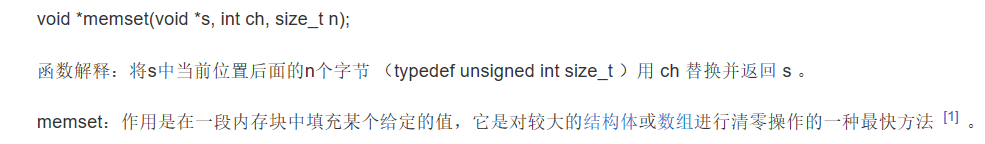 void *memset(void *s, int ch, size_t n);
函数解释：将s中当前位置后面的n个字节 （typedef unsigned int size_t ）用 ch 替换并返回 s 。
memset：作用是在一段内存块中填充某个给定的值，它是对较大的结构体或数组进行清零操作的一种最快方法 [1] 。